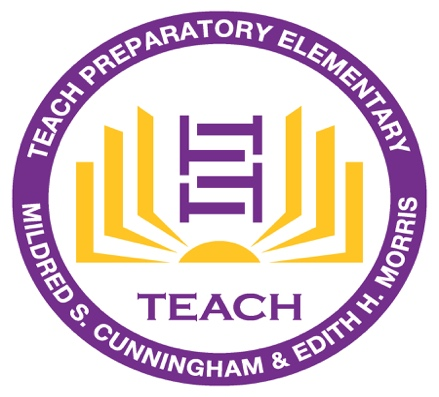 TEACH PREPARATORY ELEMENTARY
TEACH
MILDRED S. CUNNINGHAM & EDITH H. MORRIS